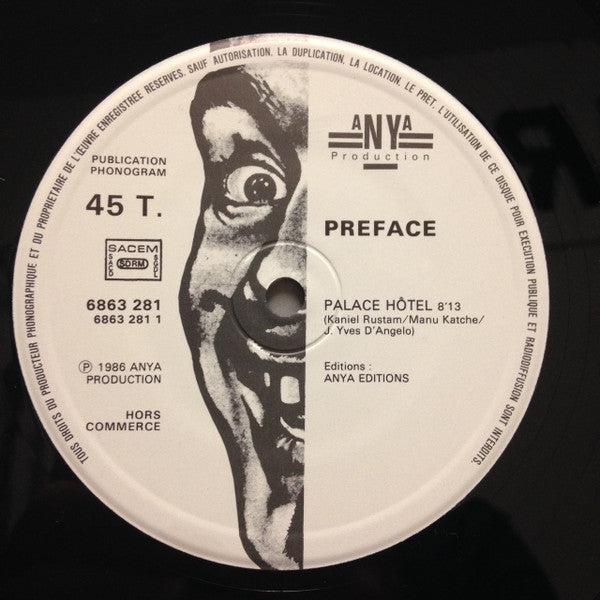 TOUS DROITS DU PRODUCTEUR PHONOGRAPHIQUE ET DU PROPRIETAIRE DE L'ŒUVRE ENREGISTREE RESERVES. SAUF AUTORISATION, LA DUPLICATION, LA LOCATION, LE PRET, L'UTILISATION DE CE DISQUE POUR EXECUTION PUBLIQUE ET RADIODIFFUSION SONT INTERDITS.
PUBLICATION
PHONOGRAM
45 T.
SACEM
SACD SDRM SGDL
6863 281
6863 281 1
Ⓟ 1986 ANYA
PRODUCTION
HORS
COMMERCE
ANYA
Production
PREFACE
PALACE HÔTEL 8'13
(Kaniel Rustam/Manu Katche/
J. Yves D'Angelo)
Editions :
ANYA EDITIONS